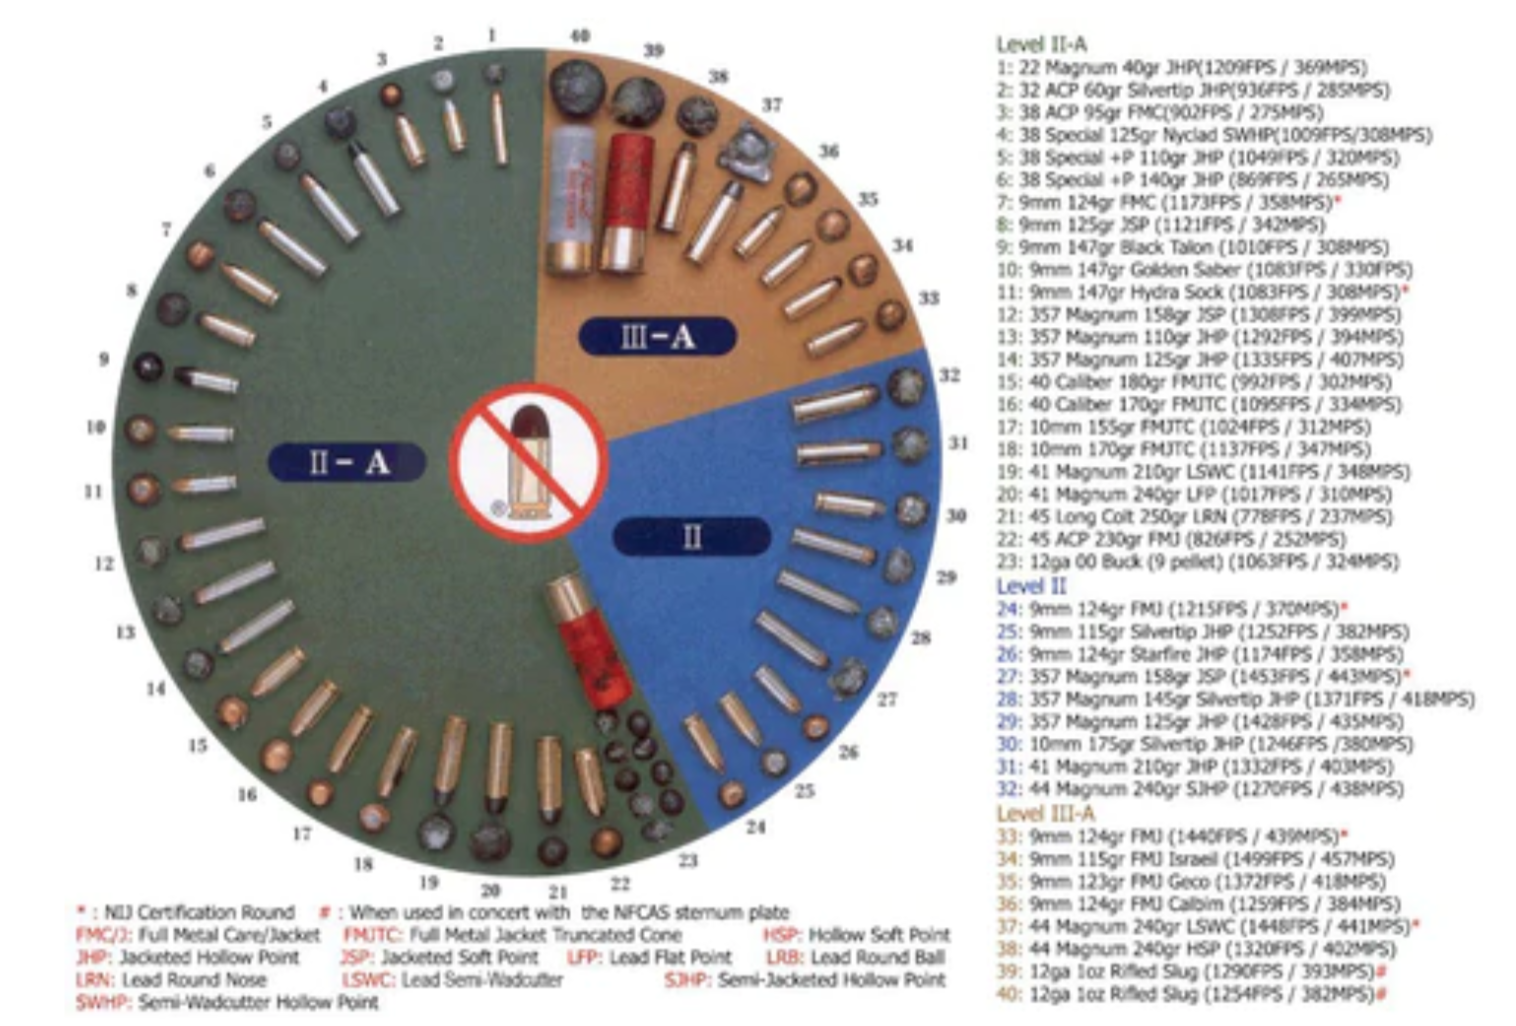 1
2
3
4
5
6
7
8
9
10
11
12
13
14
15
16
17
18
19
20
21
22
23
24
25
26
27
28
29
30
31
32
33
34
35
36
37
38
39
40
III-A
II-A
II
®
Level II-A
1: 22 Magnum 40gr JHP(1209FPS / 369MPS)
2: 32 ACP 60gr Silvertip JHP(936FPS / 285MPS)
3: 38 ACP 95gr FMC(902FPS / 275MPS)
4: 38 Special 125gr Nyclad SWHP(1009FPS/308MPS)
5: 38 Special +P 110gr JHP (1049FPS / 320MPS)
6: 38 Special +P 140gr JHP (869FPS / 265MPS)
7: 9mm 124gr FMC (1173FPS / 358MPS)*
8: 9mm 125gr JSP (1121FPS / 342MPS)
9: 9mm 147gr Black Talon (1010FPS / 308MPS)
10: 9mm 147gr Golden Saber (1083FPS / 330FPS)
11: 9mm 147gr Hydra Sock (1083FPS / 308MPS)*
12: 357 Magnum 158gr JSP (1308FPS / 399MPS)
13: 357 Magnum 110gr JHP (1292FPS / 394MPS)
14: 357 Magnum 125gr JHP (1335FPS / 407MPS)
15: 40 Caliber 180gr FMJTC (992FPS / 302MPS)
16: 40 Caliber 170gr FMJTC (1095FPS / 334MPS)
17: 10mm 155gr FMJTC (1024FPS / 312MPS)
18: 10mm 170gr FMJTC (1137FPS / 347MPS)
19: 41 Magnum 210gr LSWC (1141FPS / 348MPS)
20: 41 Magnum 240gr LFP (1017FPS / 310MPS)
21: 45 Long Colt 250gr LRN (778FPS / 237MPS)
22: 45 ACP 230gr FMJ (826FPS / 252MPS)
23: 12ga 00 Buck (9 pellet) (1063FPS / 324MPS)
Level II
24: 9mm 124gr FMJ (1215FPS / 370MPS)*
25: 9mm 115gr Silvertip JHP (1252FPS / 382MPS)
26: 9mm 124gr Starfire JHP (1174FPS / 358MPS)
27: 357 Magnum 158gr JSP (1453FPS / 443MPS)*
28: 357 Magnum 145gr Silvertip JHP (1371FPS / 418MPS)
29: 357 Magnum 125gr JHP (1428FPS / 435MPS)
30: 10mm 175gr Silvertip JHP (1246FPS /380MPS)
31: 41 Magnum 210gr JHP (1332FPS / 403MPS)
32: 44 Magnum 240gr SJHP (1270FPS / 438MPS)
Level III-A
33: 9mm 124gr FMJ (1440FPS / 439MPS)*
34: 9mm 115gr FMJ Israeil (1499FPS / 457MPS)
35: 9mm 123gr FMJ Geco (1372FPS / 418MPS)
36: 9mm 124gr FMJ Calbim (1259FPS / 384MPS)
37: 44 Magnum 240gr LSWC (1448FPS / 441MPS)*
38: 44 Magnum 240gr HSP (1320FPS / 402MPS)
39: 12ga 1oz Rifled Slug (1290FPS / 393MPS)#
40: 12ga 1oz Rifled Slug (1254FPS / 382MPS)#
* : NIJ Certification Round # : When used in concert with the NFCAS sternum plate
FMC/J: Full Metal Care/Jacket FMJTC: Full Metal Jacket Truncated Cone HSP: Hollow Soft Point
JHP: Jacketed Hollow Point JSP: Jacketed Soft Point LFP: Lead Flat Point LRB: Lead Round Ball
LRN: Lead Round Nose LSWC: Lead Semi-Wadcutter SJHP: Semi-Jacketed Hollow Point
SWHP: Semi-Wadcutter Hollow Point